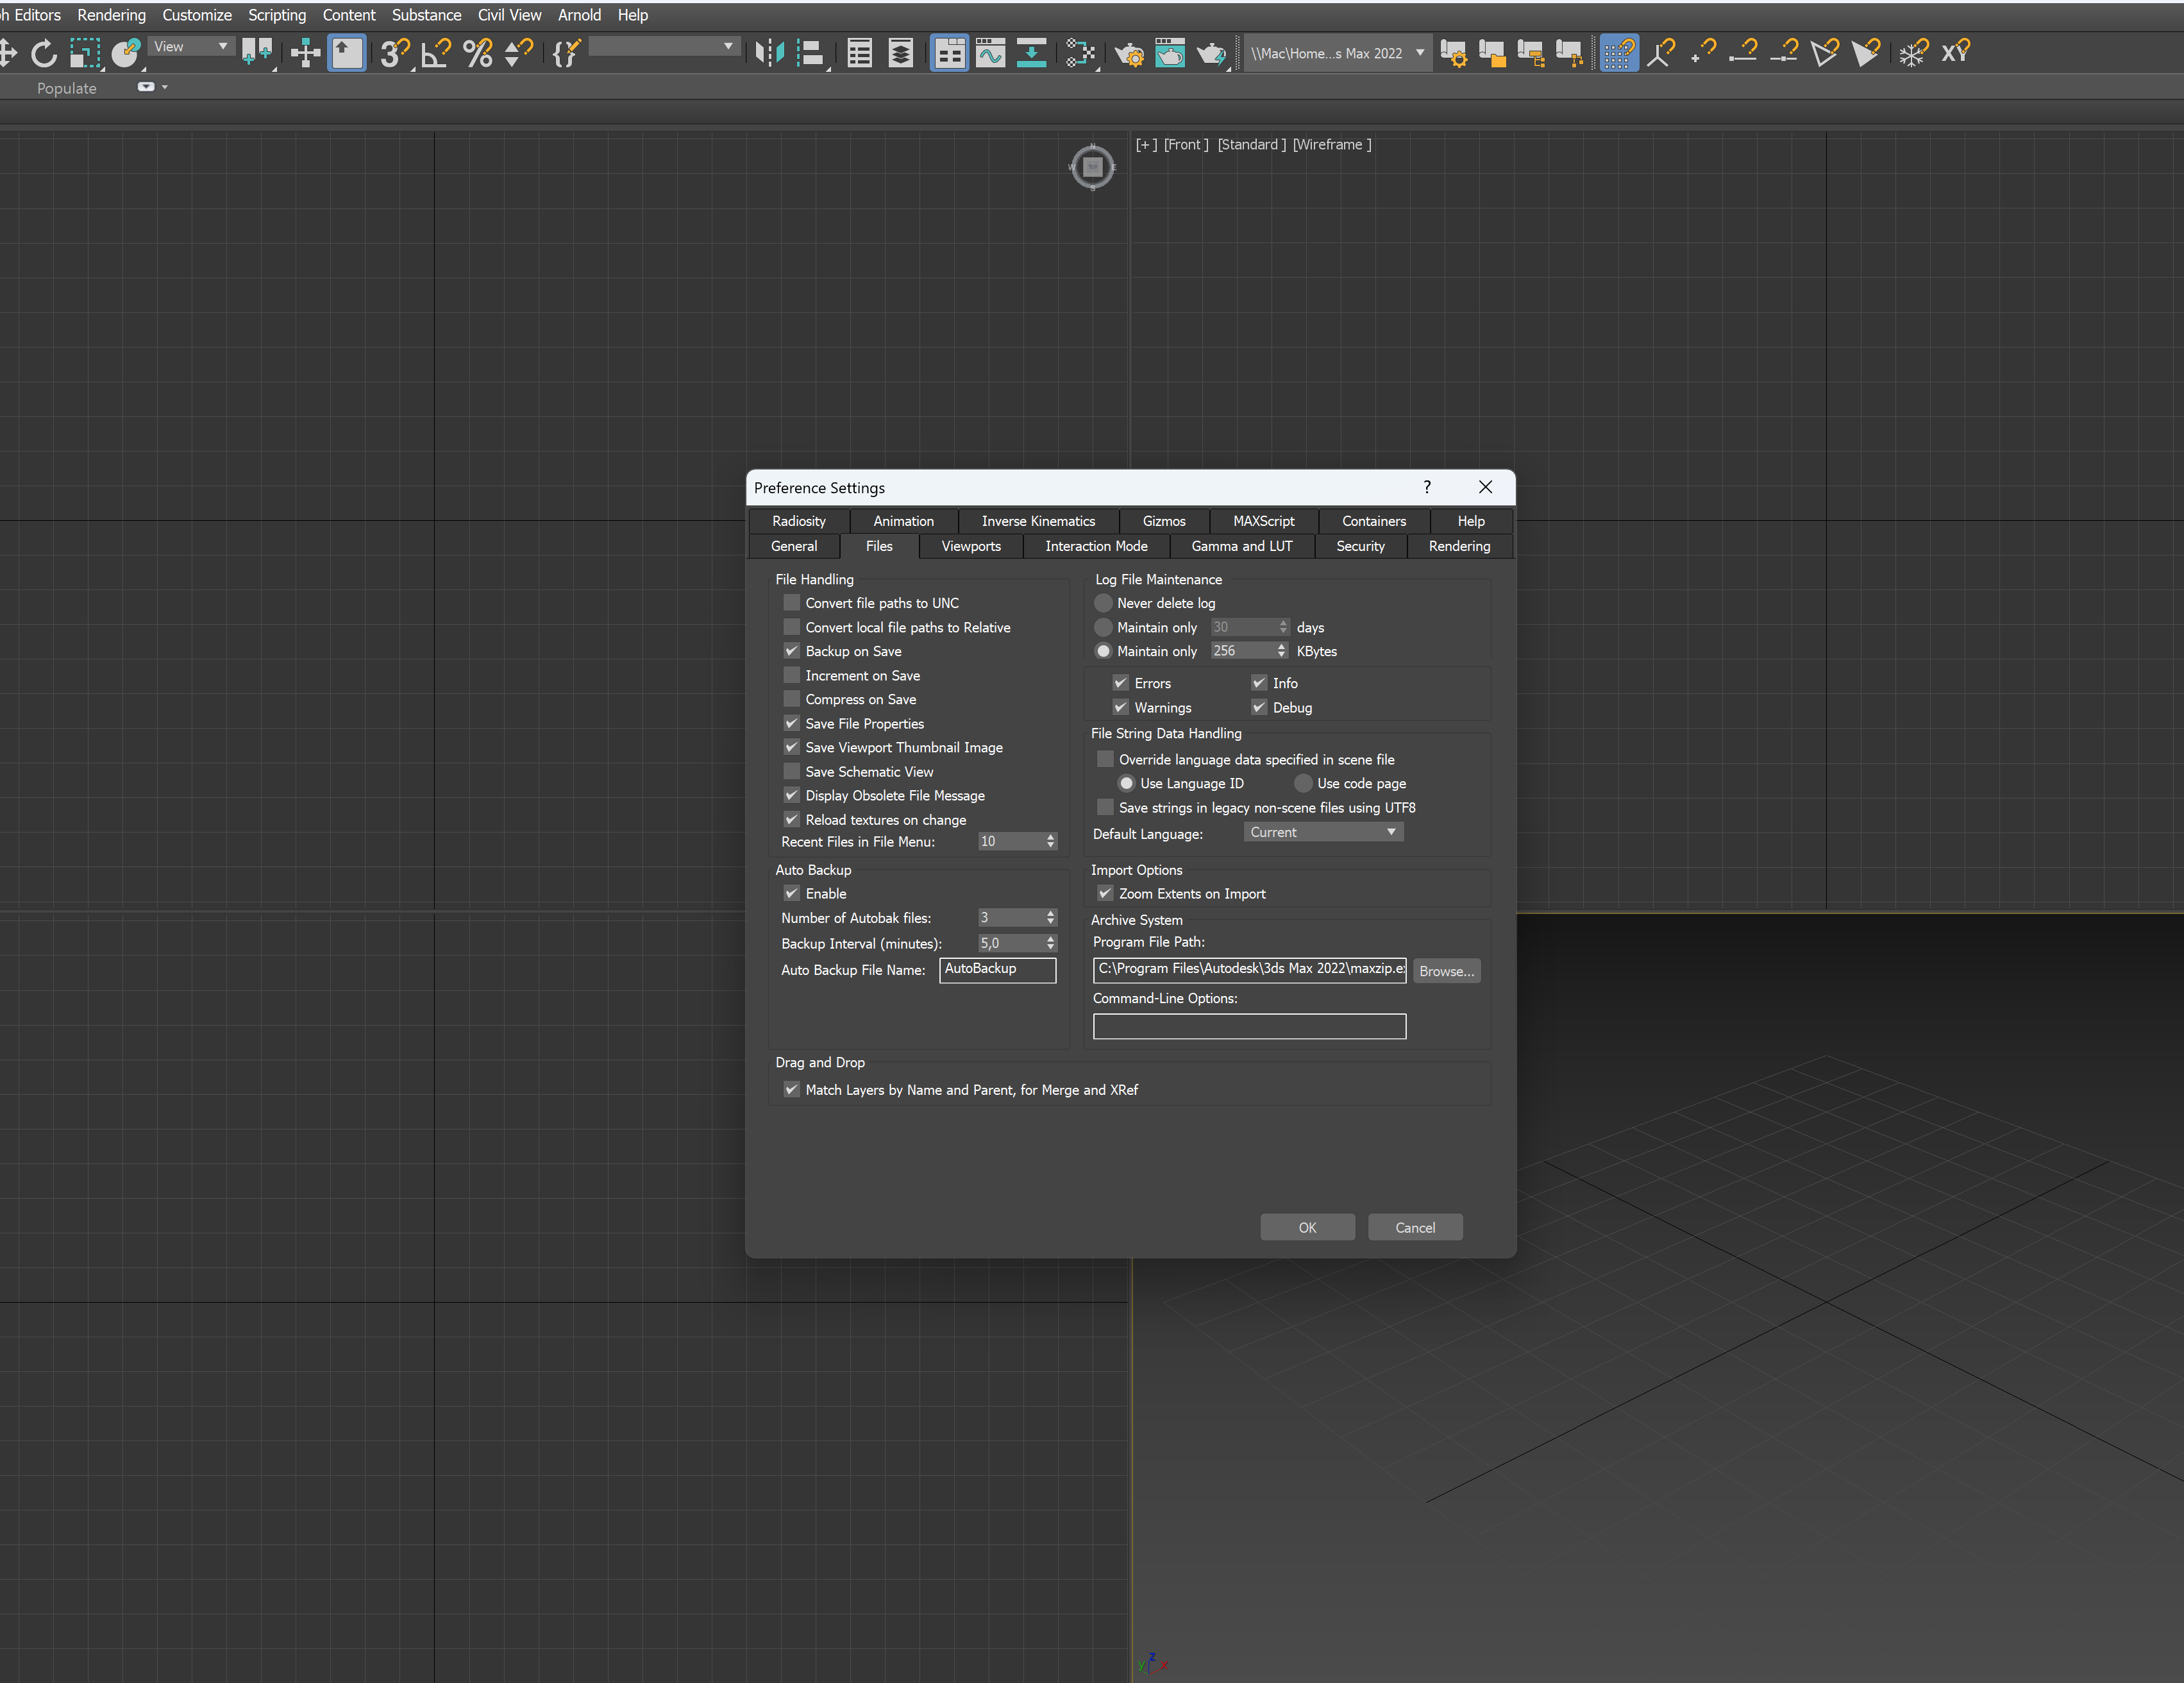 h Editors Rendering Customize Scripting Content Substance Civil View Arnold Help
View
3
%
\\Mac\Home...s Max 2022
XY
Populate
[+] [Front] [Standard] [Wireframe]
N
W
E
S
Preference Settings
?
Radiosity Animation Inverse Kinematics Gizmos MAXScript Containers Help
General Files Viewports Interaction Mode Gamma and LUT Security Rendering
File Handling
Convert file paths to UNC
Convert local file paths to Relative
Backup on Save
Increment on Save
Compress on Save
Save File Properties
Save Viewport Thumbnail Image
Save Schematic View
Display Obsolete File Message
Reload textures on change
Recent Files in File Menu: 10
Auto Backup
Enable
Number of Autobak files: 3
Backup Interval (minutes): 5,0
Auto Backup File Name: AutoBackup
Log File Maintenance
Never delete log
Maintain only 30 days
Maintain only 256 KBytes
Errors Info
Warnings Debug
File String Data Handling
Override language data specified in scene file
Use Language ID Use code page
Save strings in legacy non-scene files using UTF8
Default Language: Current
Import Options
Zoom Extents on Import
Archive System
Program File Path:
C:\Program Files\Autodesk\3ds Max 2022\maxzip.e
Browse...
Command-Line Options:
Drag and Drop
Match Layers by Name and Parent, for Merge and XRef
OK Cancel
z
y x